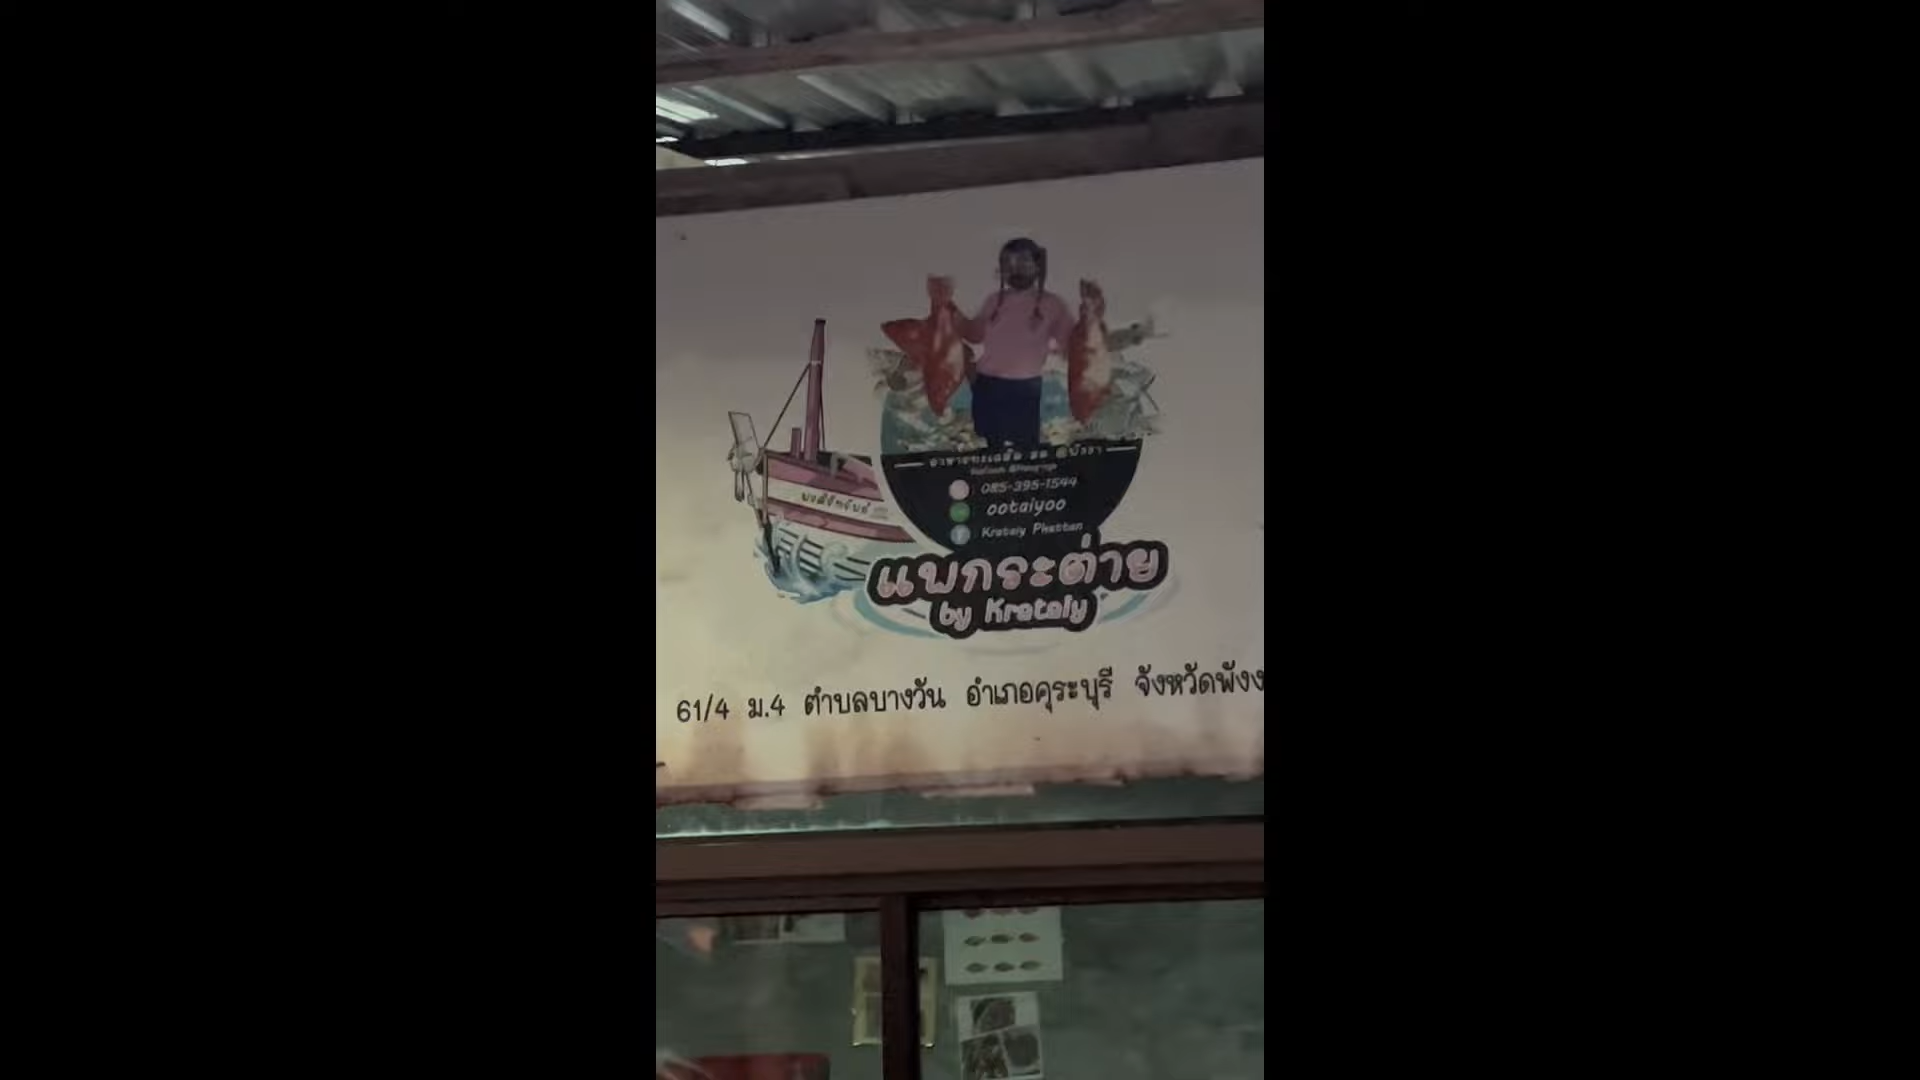 085-395-1544
ootaiyoo
Krataiy Phattan
แพกระต่าย
by Krataiy
61/4 ม.4 ตำบลบางวัน อำเภอคุระบุรี จังหวัดพังง